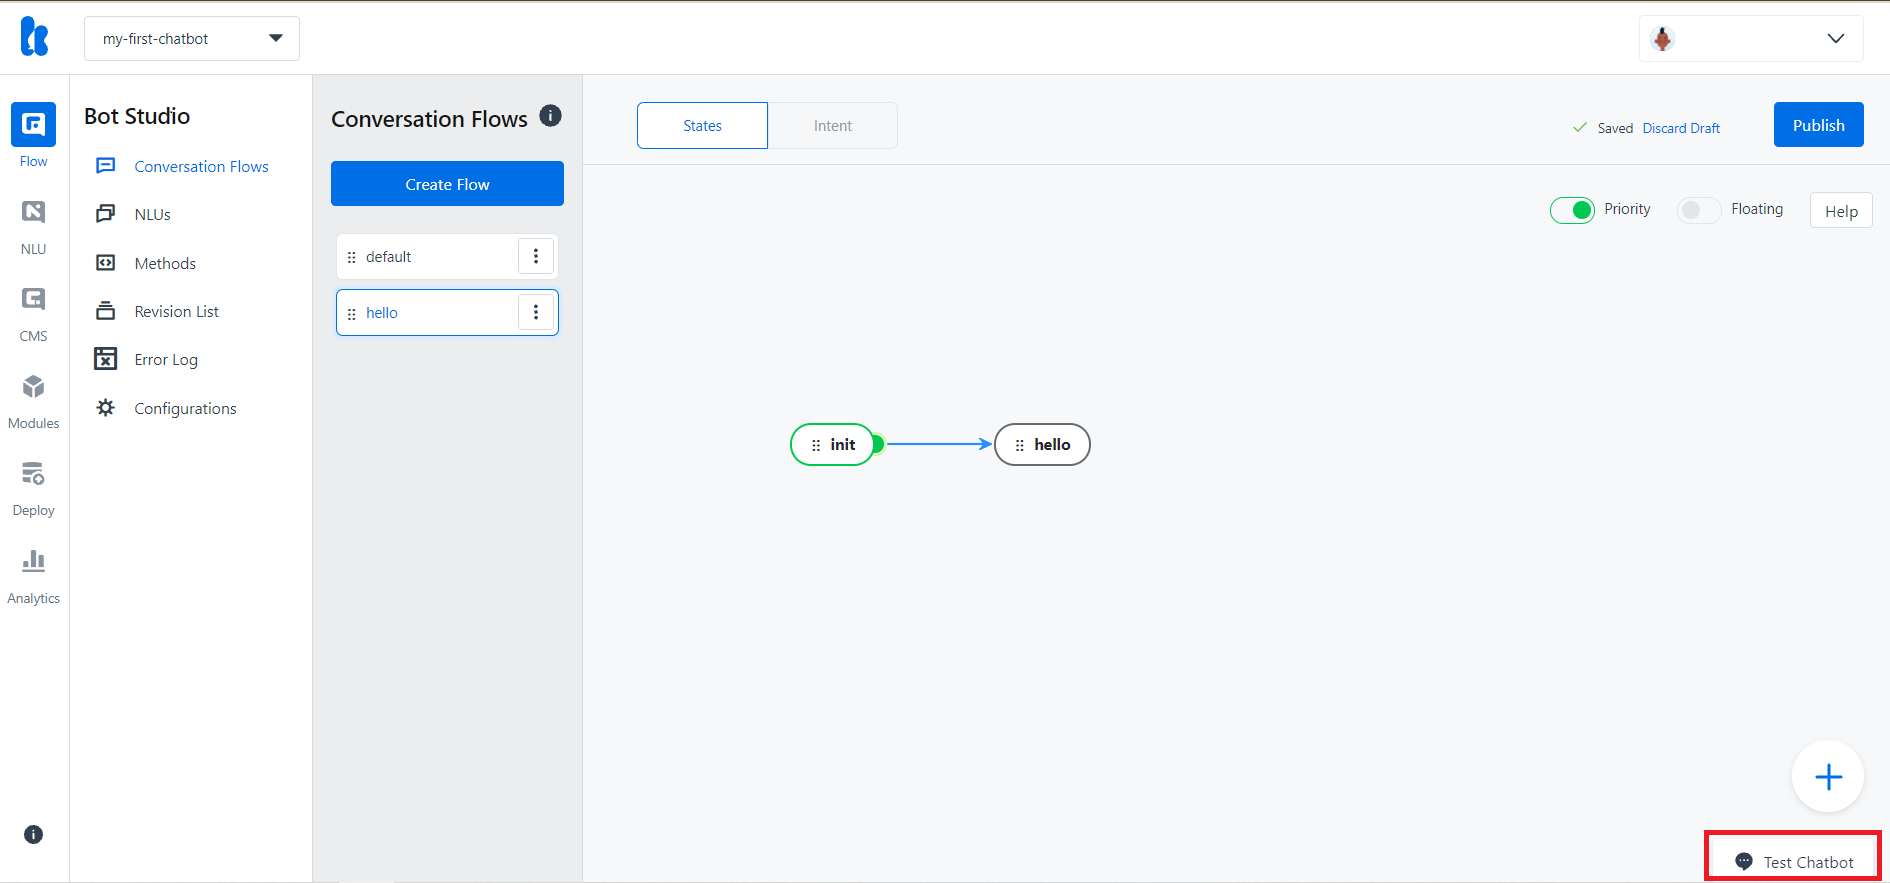 my-first-chatbot
Flow
NLU
CMS
Modules
Deploy
Analytics
Bot Studio
Conversation Flows
NLUs
Methods
Revision List
Error Log
Configurations
Conversation Flows
Create Flow
default
hello
States
Intent
Saved
Discard Draft
Publish
Priority
Floating
Help
init
hello
Test Chatbot